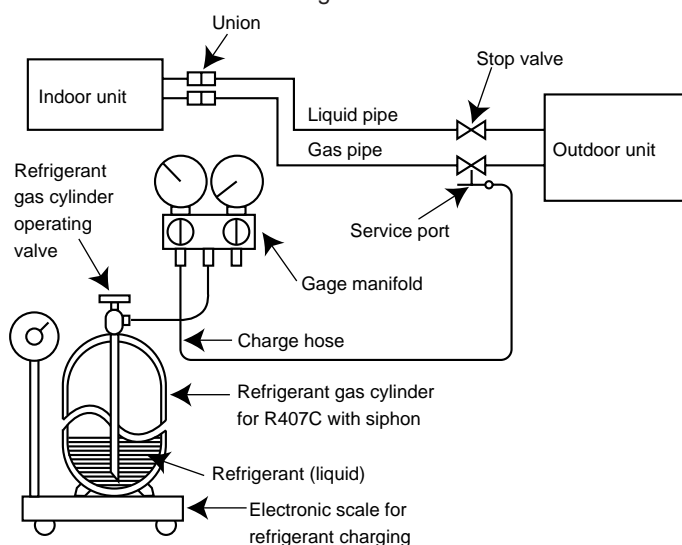 Union
Stop valve
Indoor unit
Liquid pipe
Gas pipe
Outdoor unit
Refrigerant
gas cylinder
operating
valve
Service port
Gage manifold
Charge hose
Refrigerant gas cylinder
for R407C with siphon
Refrigerant (liquid)
Electronic scale for
refrigerant charging